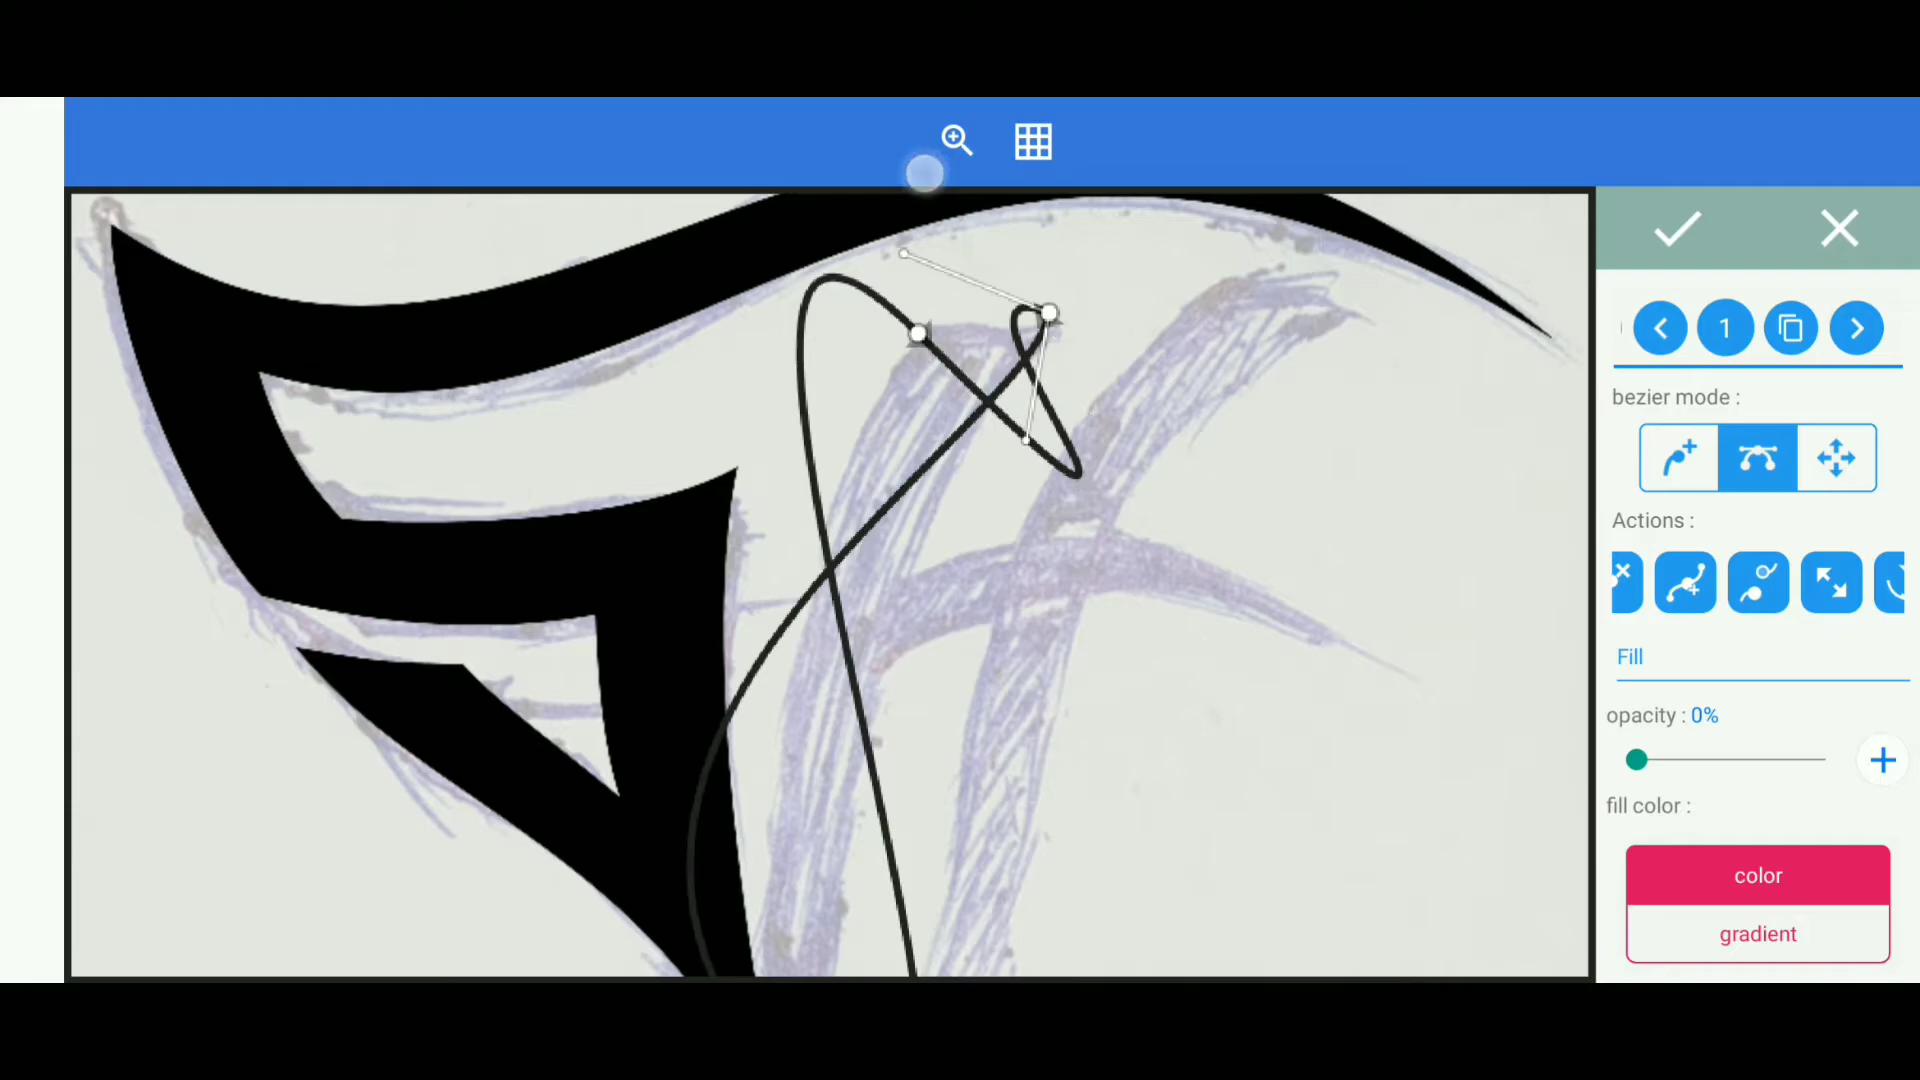 1
bezier mode :
Actions :
Fill
opacity : 0%
fill color :
color
gradient